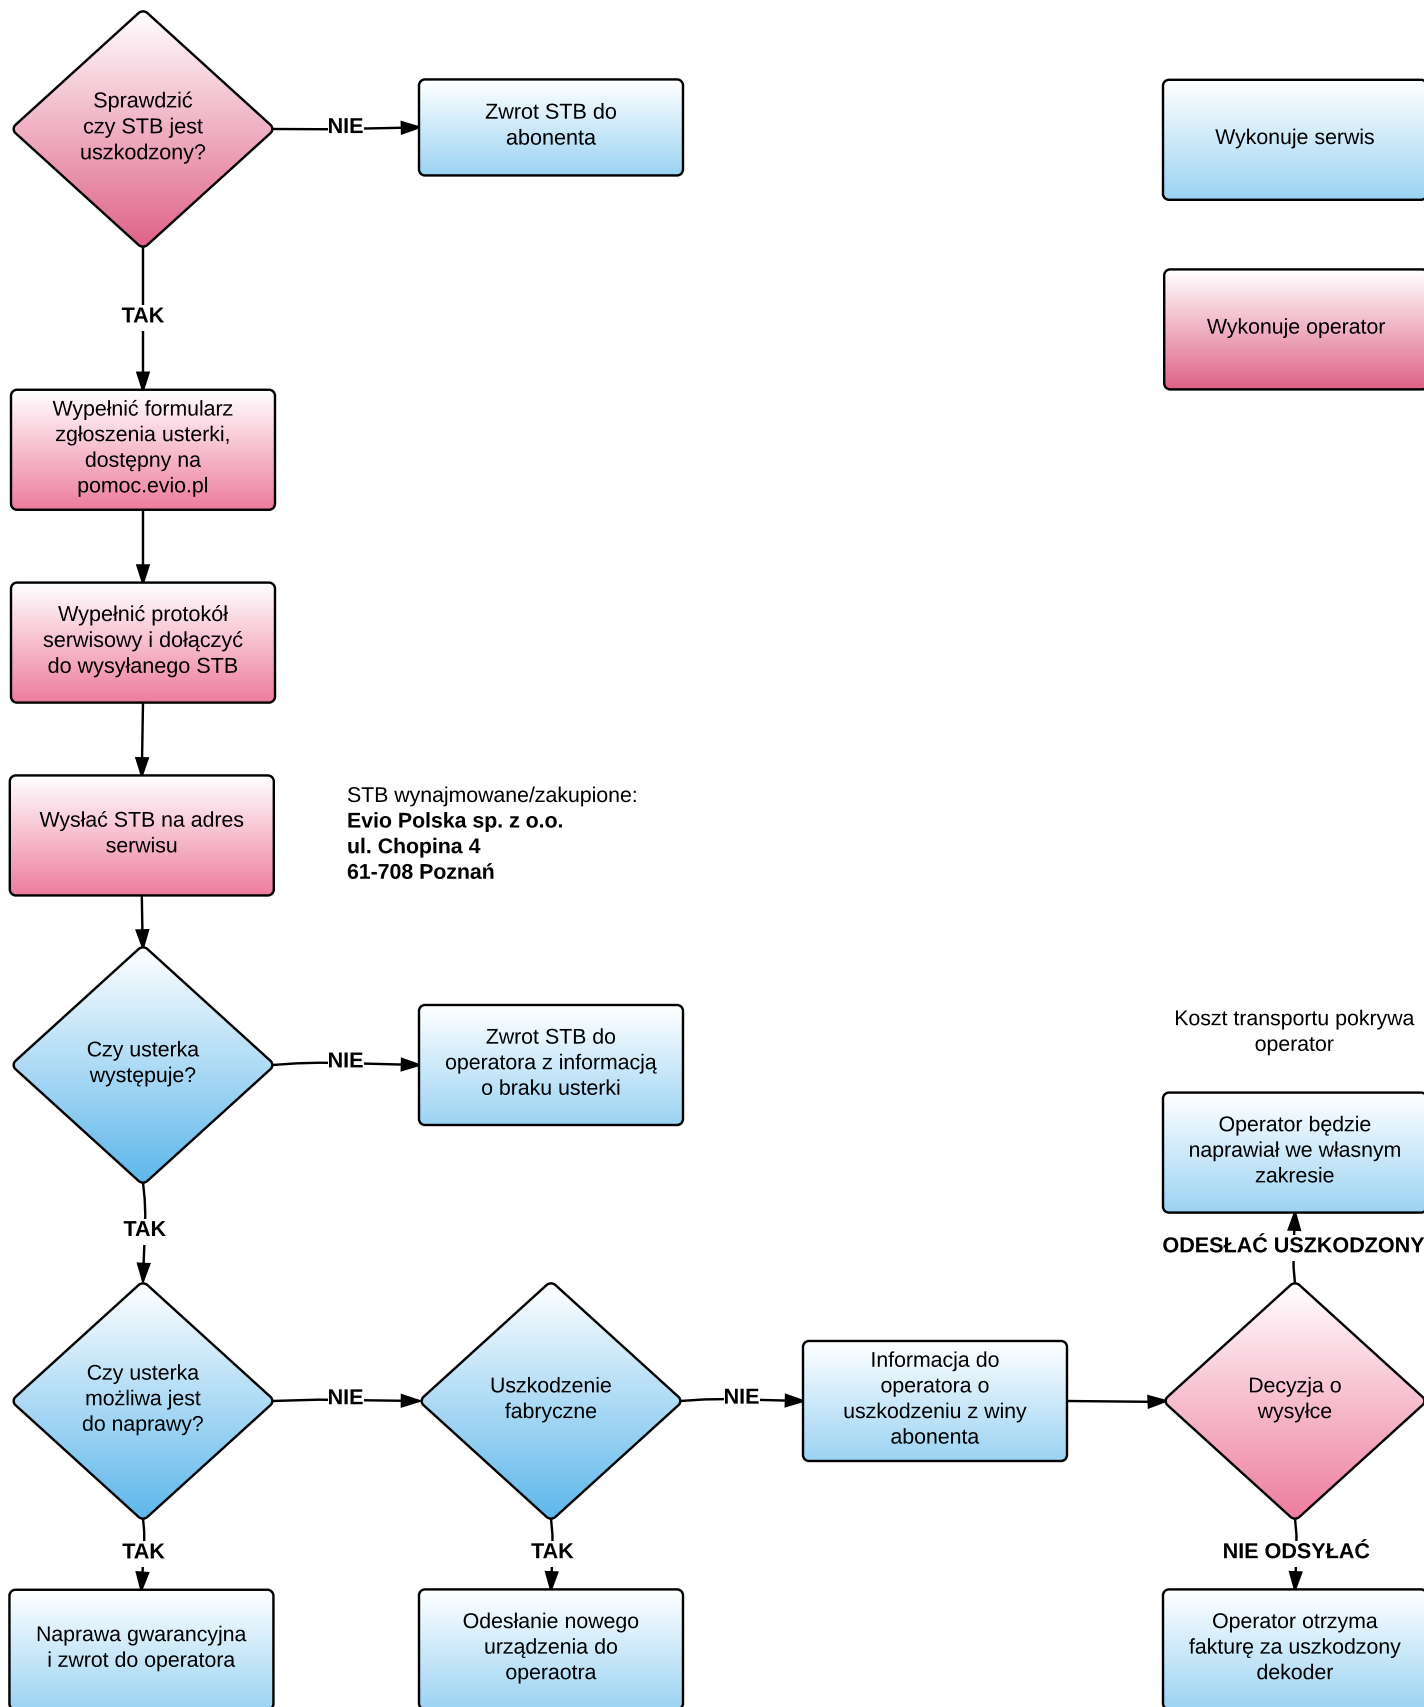 Sprawdzić
czy STB jest
uszkodzony?
NIE
Zwrot STB do
abonenta
Wykonuje serwis
TAK
Wykonuje operator
Wypełnić formularz
zgłoszenia usterki,
dostępny na
pomoc.evio.pl
Wypełnić protokół
serwisowy i dołączyć
do wysyłanego STB
Wysłać STB na adres
serwisu
STB wynajmowane/zakupione:
Evio Polska sp. z o.o.
ul. Chopina 4
61-708 Poznań
Czy usterka
występuje?
NIE
Zwrot STB do
operatora z informacją
o braku usterki
Koszt transportu pokrywa
operator
Operator będzie
naprawiał we własnym
zakresie
TAK
ODESŁAĆ USZKODZONY
Czy usterka
możliwa jest
do naprawy?
NIE
Uszkodzenie
fabryczne
NIE
Informacja do
operatora o
uszkodzeniu z winy
abonenta
Decyzja o
wysyłce
TAK
TAK
NIE ODSYŁAĆ
Naprawa gwarancyjna
i zwrot do operatora
Odesłanie nowego
urządzenia do
operaotra
Operator otrzyma
fakturę za uszkodzony
dekoder